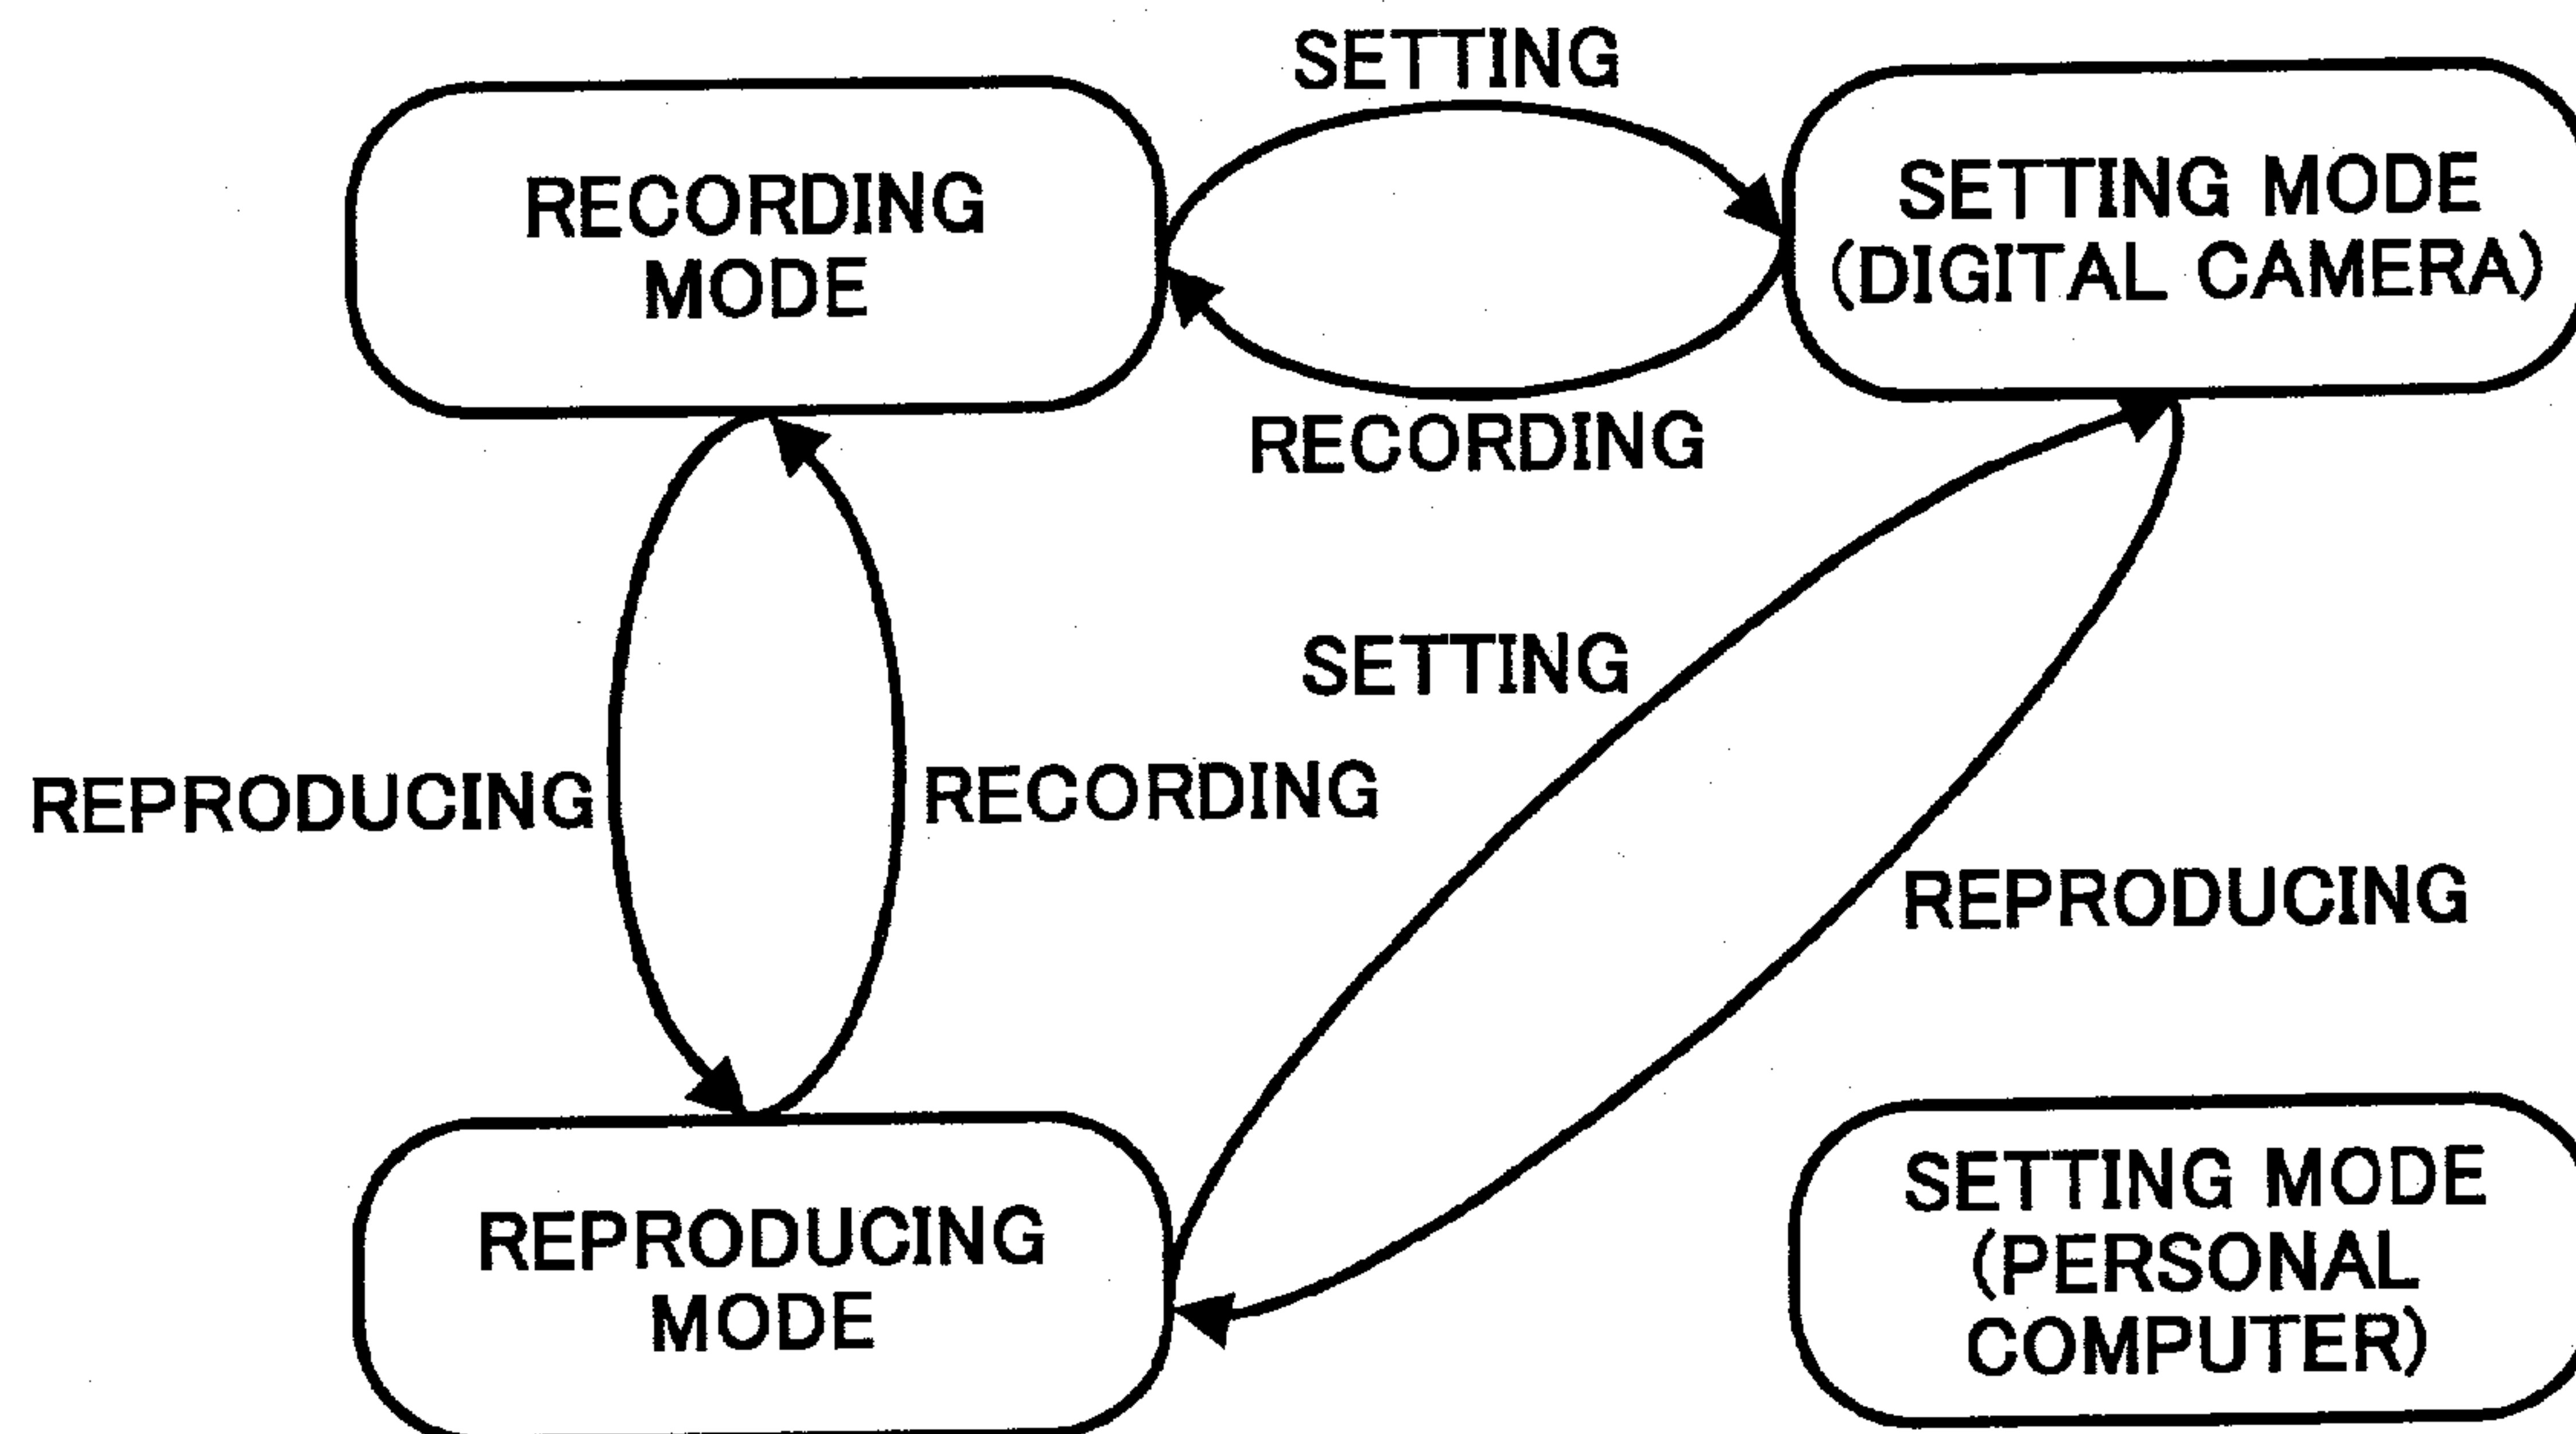 SETTING
RECORDING
MODE
SETTING MODE
(DIGITAL CAMERA)
RECORDING
SETTING
REPRODUCING
RECORDING
REPRODUCING
REPRODUCING
MODE
SETTING MODE
(PERSONAL
COMPUTER)